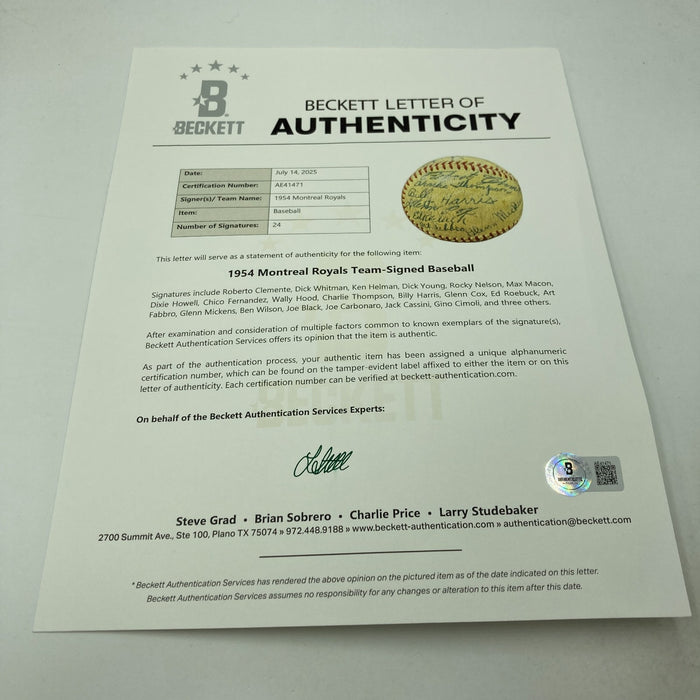 BECKETT
BECKETT LETTER OF
AUTHENTICITY
Date: July 14, 2025
Certification Number: AE41471
Signer(s)/ Team Name: 1954 Montreal Royals
Item: Baseball
Number of Signatures: 24
Charlie Thompson
Bill Harris
This letter will serve as a statement of authenticity for the following item:
1954 Montreal Royals Team-Signed Baseball
Signatures include Roberto Clemente, Dick Whitman, Ken Helman, Dick Young, Rocky Nelson, Max Macon,
Dixie Howell, Chico Fernandez, Wally Hood, Charlie Thompson, Billy Harris, Glenn Cox, Ed Roebuck, Art
Fabbro, Glenn Mickens, Ben Wilson, Joe Black, Joe Carbonaro, Jack Cassini, Gino Cimoli, and three others.
After examination and consideration of multiple factors common to known exemplars of the signature(s),
Beckett Authentication Services offers its opinion that the item is authentic.
As part of the authentication process, your authentic item has been assigned a unique alphanumeric
certification number, which can be found on the tamper-evident label affixed to either the item or on this
letter of authenticity. Each certification number can be verified at beckett-authentication.com.
BECKETT
On behalf of the Beckett Authentication Services Experts:
Steve Grad • Brian Sobrero • Charlie Price • Larry Studebaker
2700 Summit Ave., Ste 100, Plano TX 75074 » 972.448.9188 » www.beckett-authentication.com » authentication@beckett.com
*Beckett Authentication Services has rendered the above opinion on the pictured item as of the date indicated on this letter.
Beckett Authentication Services assumes no responsibility for any changes or alteration to this item after this date.